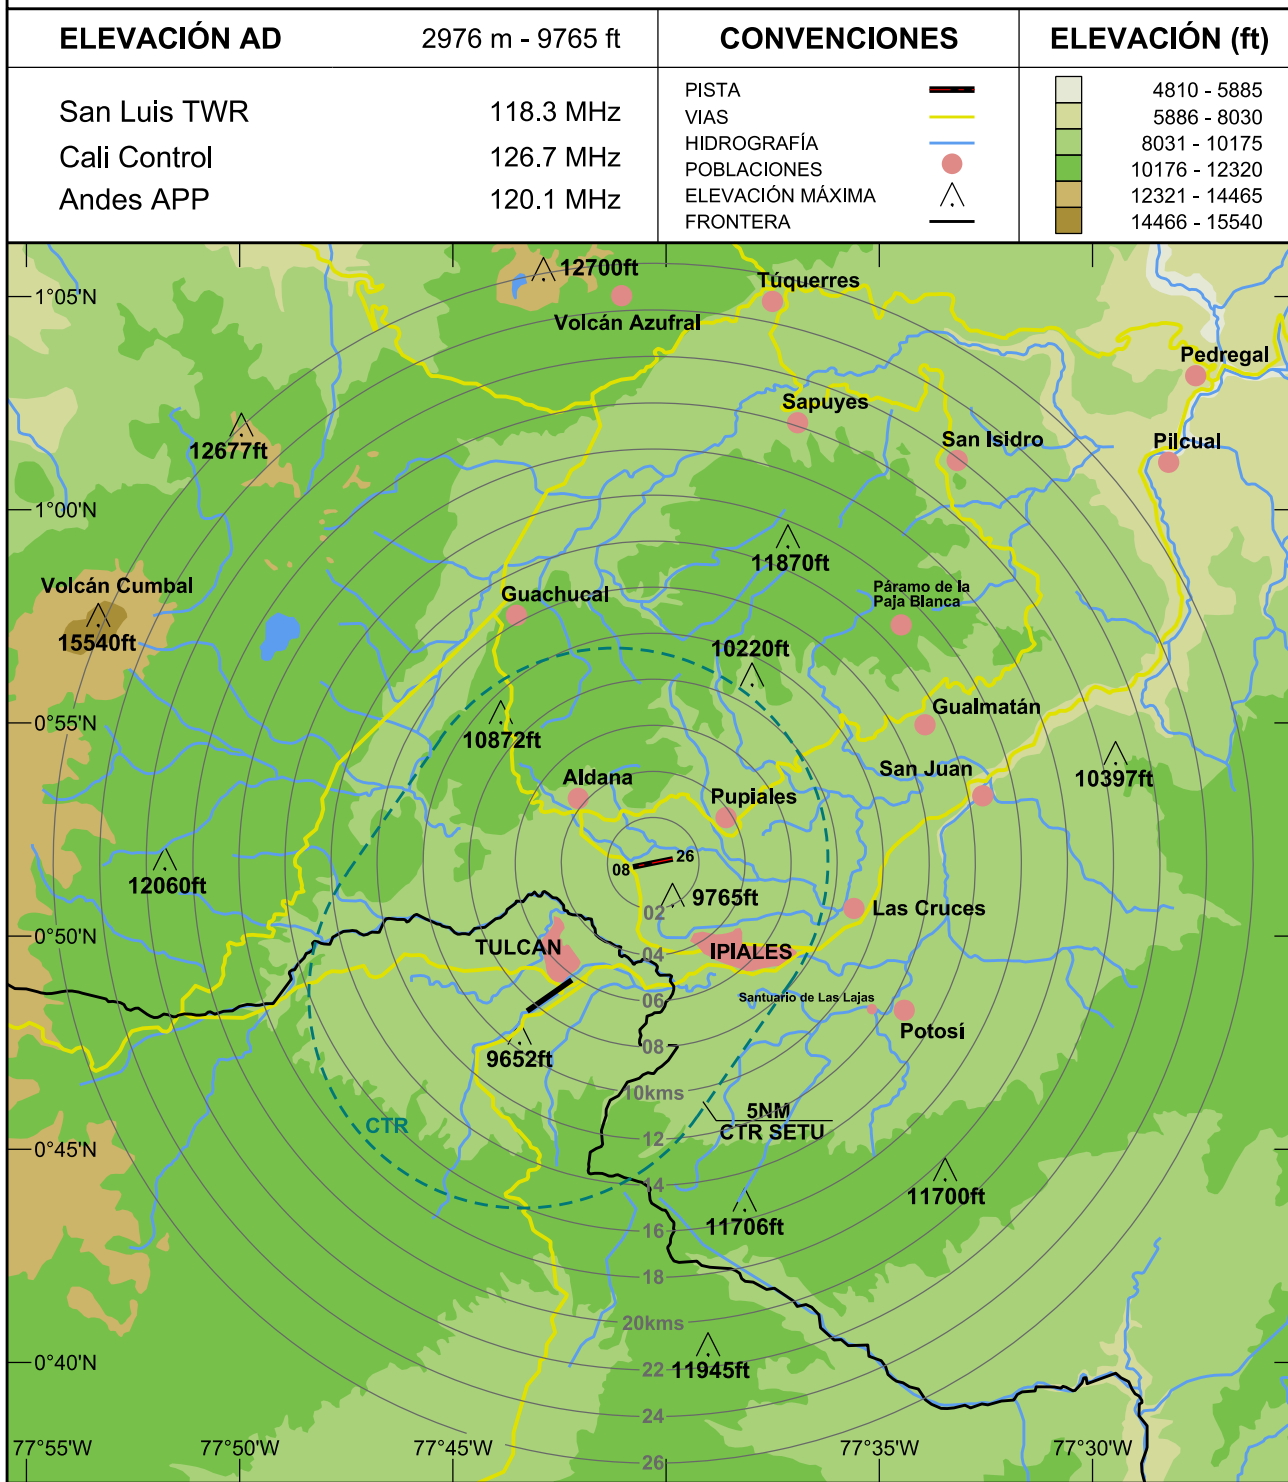 ELEVACIÓN AD 2976 m - 9765 ft
San Luis TWR 118.3 MHz
Cali Control 126.7 MHz
Andes APP 120.1 MHz
CONVENCIONES
PISTA
VIAS
HIDROGRAFÍA
POBLACIONES
ELEVACIÓN MÁXIMA
FRONTERA
ELEVACIÓN (ft)
4810 - 5885
5886 - 8030
8031 - 10175
10176 - 12320
12321 - 14465
14466 - 15540
12700ft
Túquerres
1°05'N
Volcán Azufral
Pedregal
Sapuyes
12677ft
San Isidro
Pilcual
1°00'N
11870ft
Volcán Cumbal
Guachucal
Páramo de la
Paja Blanca
15540ft
10220ft
0°55'N
Gualmatán
10872ft
San Juan
10397ft
Aldana
Pupiales
08
26
12060ft
9765ft
02
Las Cruces
0°50'N
TULCAN
04
IPIALES
06
Santuario de Las Lajas
Potosí
08
9652ft
10kms
5NM
CTR SETU
CTR
12
0°45'N
14
11700ft
11706ft
16
18
20kms
0°40'N
22
11945ft
24
77°55'W
77°50'W
77°45'W
77°35'W
77°30'W
26